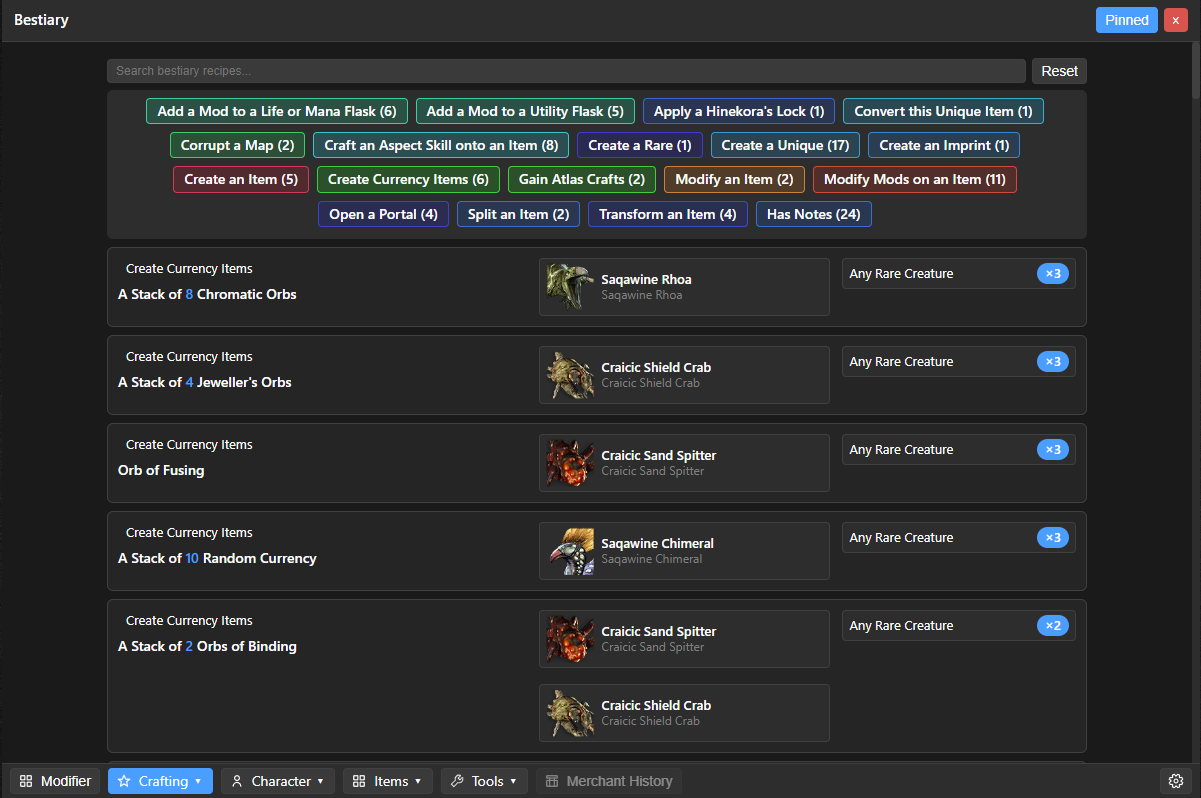 Bestiary
Pinned
x
Search bestiary recipes...
Reset
Add a Mod to a Life or Mana Flask (6)
Add a Mod to a Utility Flask (5)
Apply a Hinekora's Lock (1)
Convert this Unique Item (1)
Corrupt a Map (2)
Craft an Aspect Skill onto an Item (8)
Create a Rare (1)
Create a Unique (17)
Create an Imprint (1)
Create an Item (5)
Create Currency Items (6)
Gain Atlas Crafts (2)
Modify an Item (2)
Modify Mods on an Item (11)
Open a Portal (4)
Split an Item (2)
Transform an Item (4)
Has Notes (24)
Create Currency Items
A Stack of 8 Chromatic Orbs
Saqawine Rhoa
Saqawine Rhoa
Any Rare Creature
×3
Create Currency Items
A Stack of 4 Jeweller's Orbs
Craicic Shield Crab
Craicic Shield Crab
Any Rare Creature
×3
Create Currency Items
Orb of Fusing
Craicic Sand Spitter
Craicic Sand Spitter
Any Rare Creature
×3
Create Currency Items
A Stack of 10 Random Currency
Saqawine Chimeral
Saqawine Chimeral
Any Rare Creature
×3
Create Currency Items
A Stack of 2 Orbs of Binding
Craicic Sand Spitter
Craicic Sand Spitter
Any Rare Creature
×2
Craicic Shield Crab
Craicic Shield Crab
Modifier
Crafting
Character
Items
Tools
Merchant History